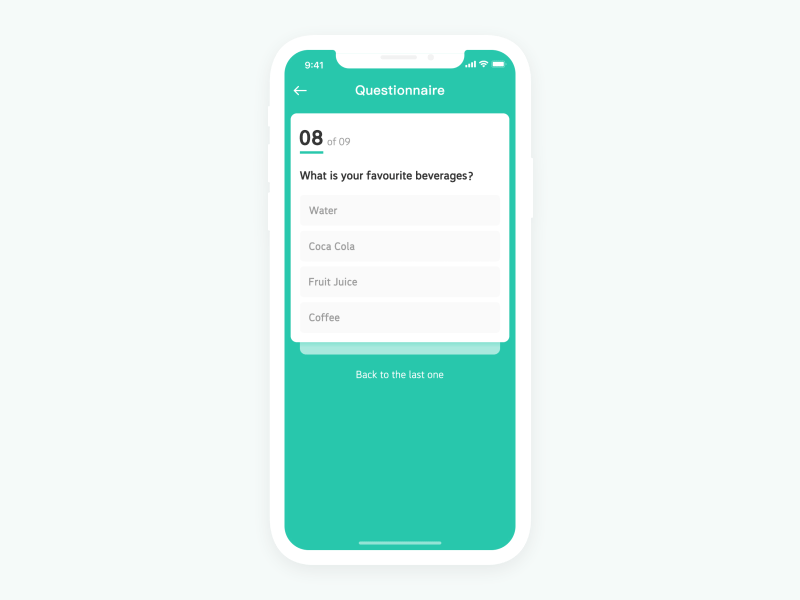 9:41
Questionnaire
08 of 09
What is your favourite beverages?
Water
Coca Cola
Fruit Juice
Coffee
Back to the last one